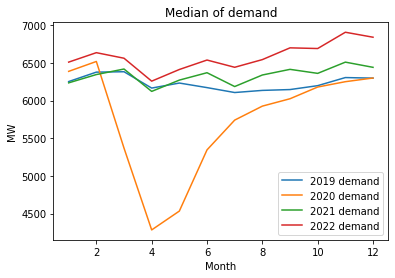 Median of demand
7000
6500
6000
5500
5000
4500
MW
2 4 6 8 10 12
Month
2019 demand
2020 demand
2021 demand
2022 demand